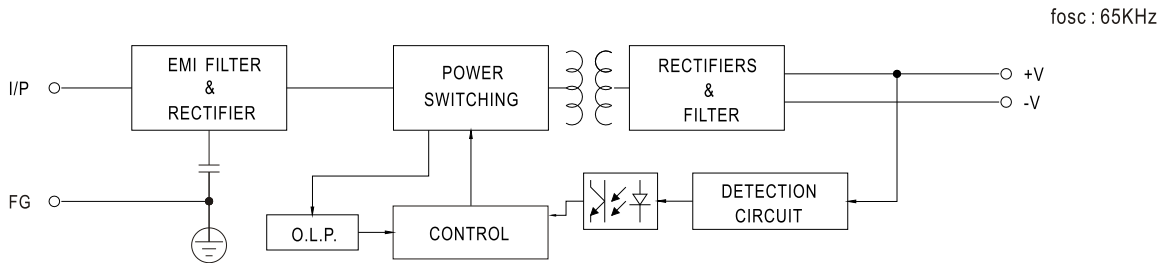 fosc : 65KHz
I/P
EMI FILTER
&
RECTIFIER
POWER
SWITCHING
RECTIFIERS
&
FILTER
+V
-V
FG
O.L.P.
CONTROL
DETECTION
CIRCUIT